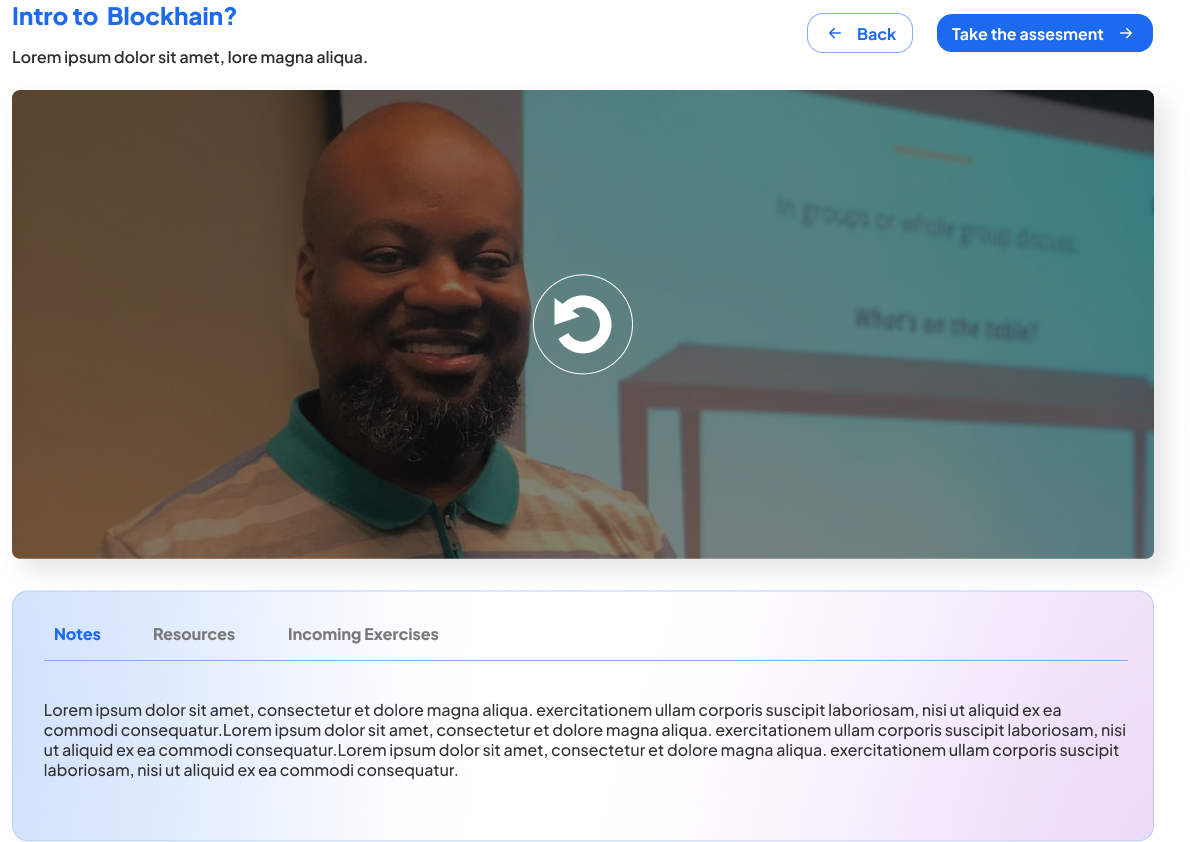 Intro to Blockhain?
Lorem ipsum dolor sit amet, lore magna aliqua.
Back
Take the assesment
In groups or whole group discuss:
What's on the table?
Notes
Resources
Incoming Exercises
Lorem ipsum dolor sit amet, consectetur et dolore magna aliqua. exercitationem ullam corporis suscipit laboriosam, nisi ut aliquid ex ea
commodi consequatur.Lorem ipsum dolor sit amet, consectetur et dolore magna aliqua. exercitationem ullam corporis suscipit laboriosam, nisi
ut aliquid ex ea commodi consequatur.Lorem ipsum dolor sit amet, consectetur et dolore magna aliqua. exercitationem ullam corporis suscipit
laboriosam, nisi ut aliquid ex ea commodi consequatur.